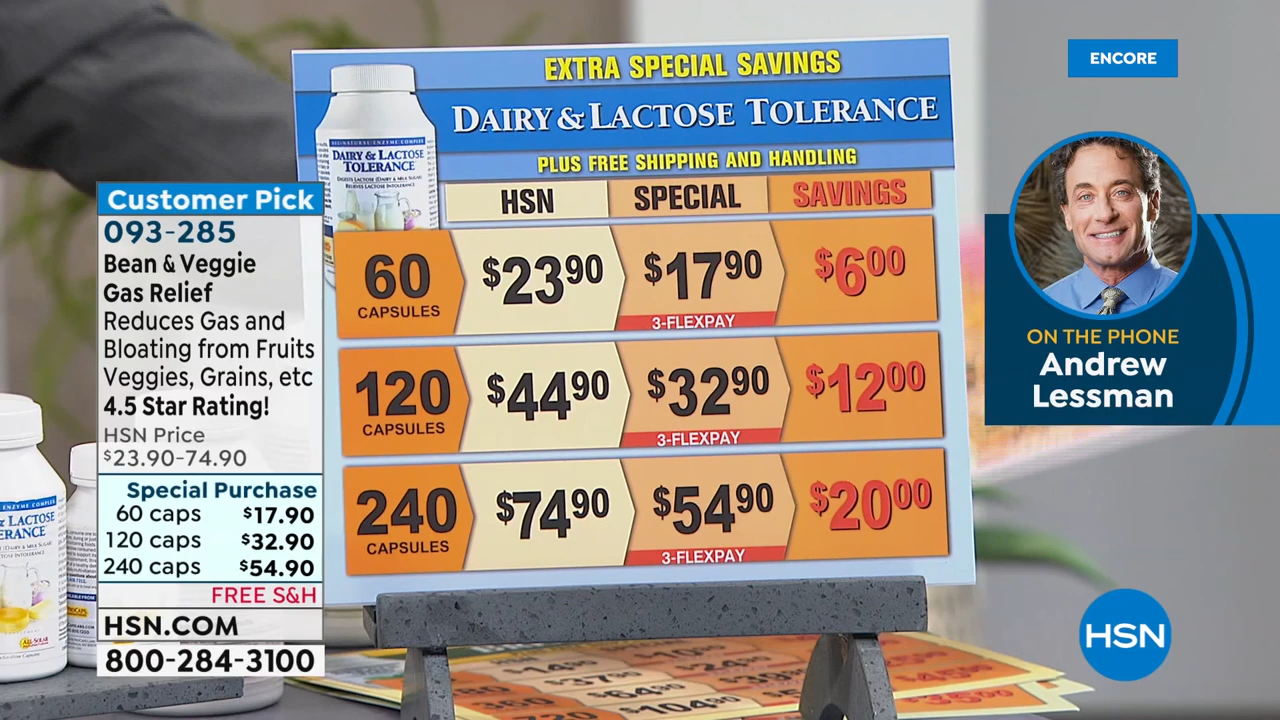 ENCORE
EXTRA SPECIAL SAVINGS
DAIRY & LACTOSE TOLERANCE
PLUS FREE SHIPPING AND HANDLING
DAIRY & LACTOSE
TOLERANCE
HSN SPECIAL SAVINGS
60 CAPSULES $23.90 $17.90 $6.00
3-FLEXPAY
120 CAPSULES $44.90 $32.90 $12.00
3-FLEXPAY
240 CAPSULES $74.90 $54.90 $20.00
3-FLEXPAY
Customer Pick
093-285
Bean & Veggie
Gas Relief
Reduces Gas and
Bloating from Fruits
Veggies, Grains, etc
4.5 Star Rating!
HSN Price
$23.90-74.90
Special Purchase
60 caps $17.90
120 caps $32.90
240 caps $54.90
FREE S&H
HSN.COM
800-284-3100
ON THE PHONE
Andrew
Lessman
HSN